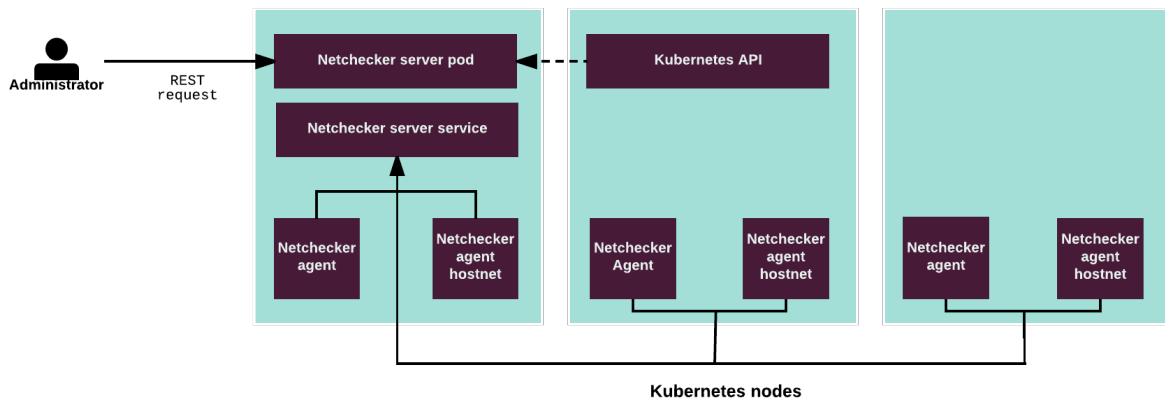 Administrator
REST
request
Netchecker server pod
Kubernetes API
Netchecker server service
Netchecker
agent
Netchecker
agent
hostnet
Netchecker
Agent
Netchecker
agent
hostnet
Netchecker
agent
Netchecker
agent
hostnet
Kubernetes nodes